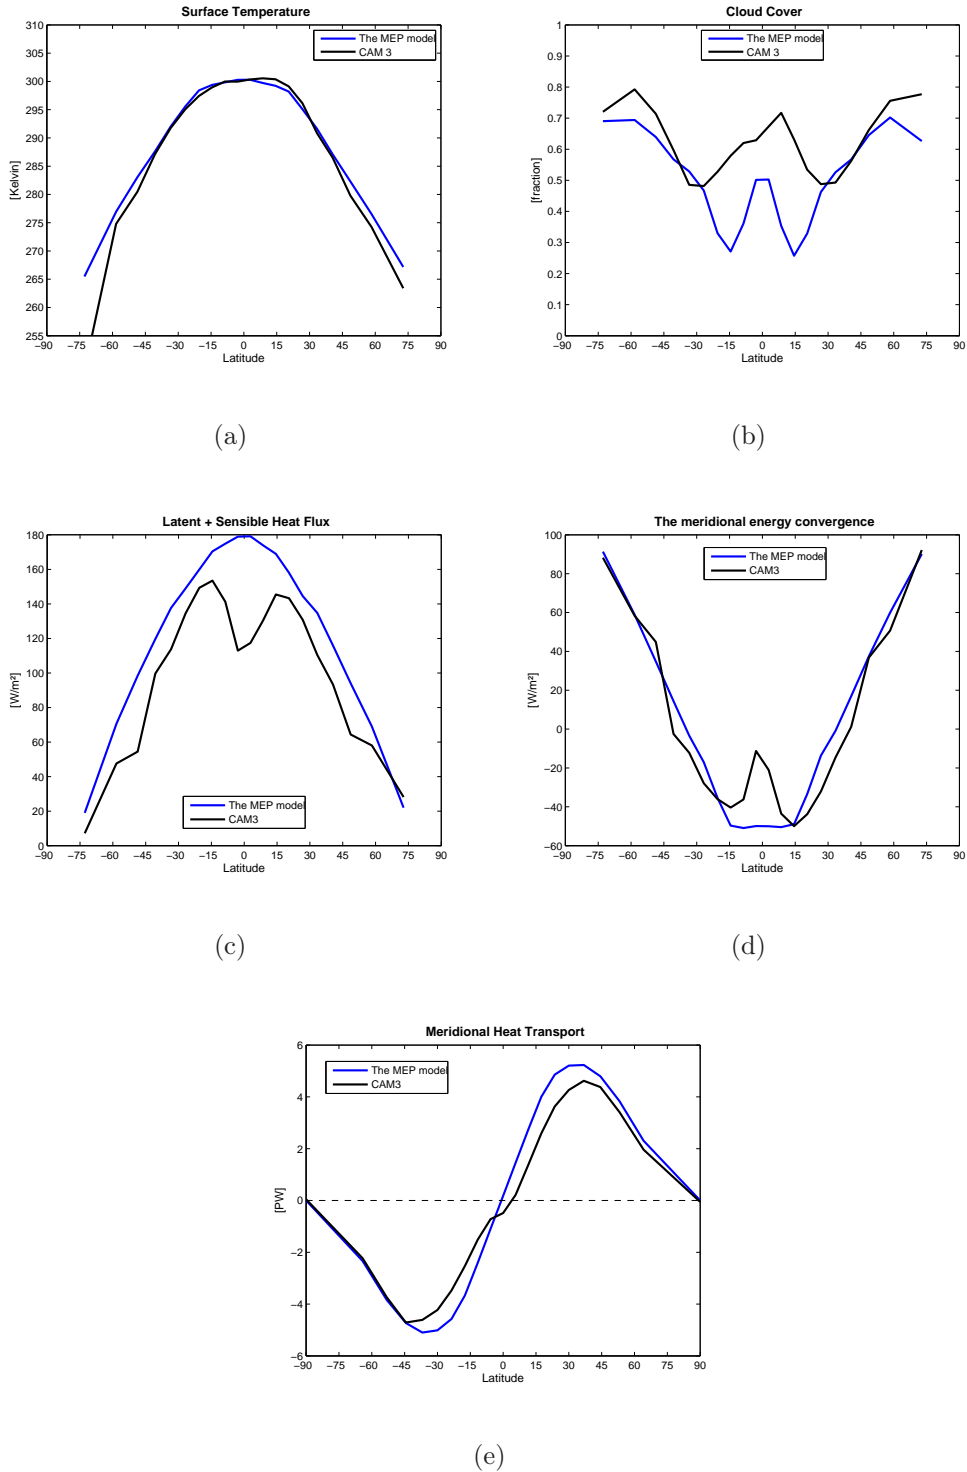 Surface Temperature
310
305
300
295
290
285
280
275
270
265
260
255
[Kelvin]
The MEP model
CAM 3
−90 −75 −60 −45 −30 −15 0 15 30 45 60 75 90
Latitude
(a)
Cloud Cover
1
0.9
0.8
0.7
0.6
0.5
0.4
0.3
0.2
0.1
0
[fraction]
The MEP model
CAM 3
−90 −75 −60 −45 −30 −15 0 15 30 45 60 75 90
Latitude
(b)
Latent + Sensible Heat Flux
180
160
140
120
100
80
60
40
20
0
[W/m²]
The MEP model
CAM3
−90 −75 −60 −45 −30 −15 0 15 30 45 60 75 90
Latitude
(c)
The meridional energy convergence
100
80
60
40
20
0
−20
−40
−60
[W/m²]
The MEP model
CAM3
−90 −75 −60 −45 −30 −15 0 15 30 45 60 75 90
Latitude
(d)
Meridional Heat Transport
6
4
2
0
−2
−4
−6
[PW]
The MEP model
CAM3
−90 −75 −60 −45 −30 −15 0 15 30 45 60 75 90
Latitude
(e)